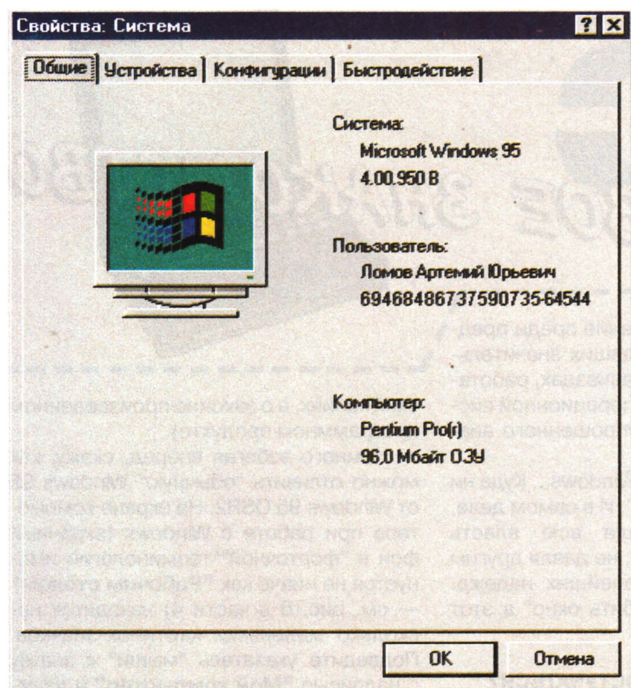 Свойства: Система
Общие Устройства Конфигурации Быстродействие
Система:
Microsoft Windows 95
4.00.950 B
Пользователь:
Ломов Артемий Юрьевич
69468486737590735-64544
Компьютер:
Pentium Pro(r)
96,0 Мбайт ОЗУ
OK Отмена